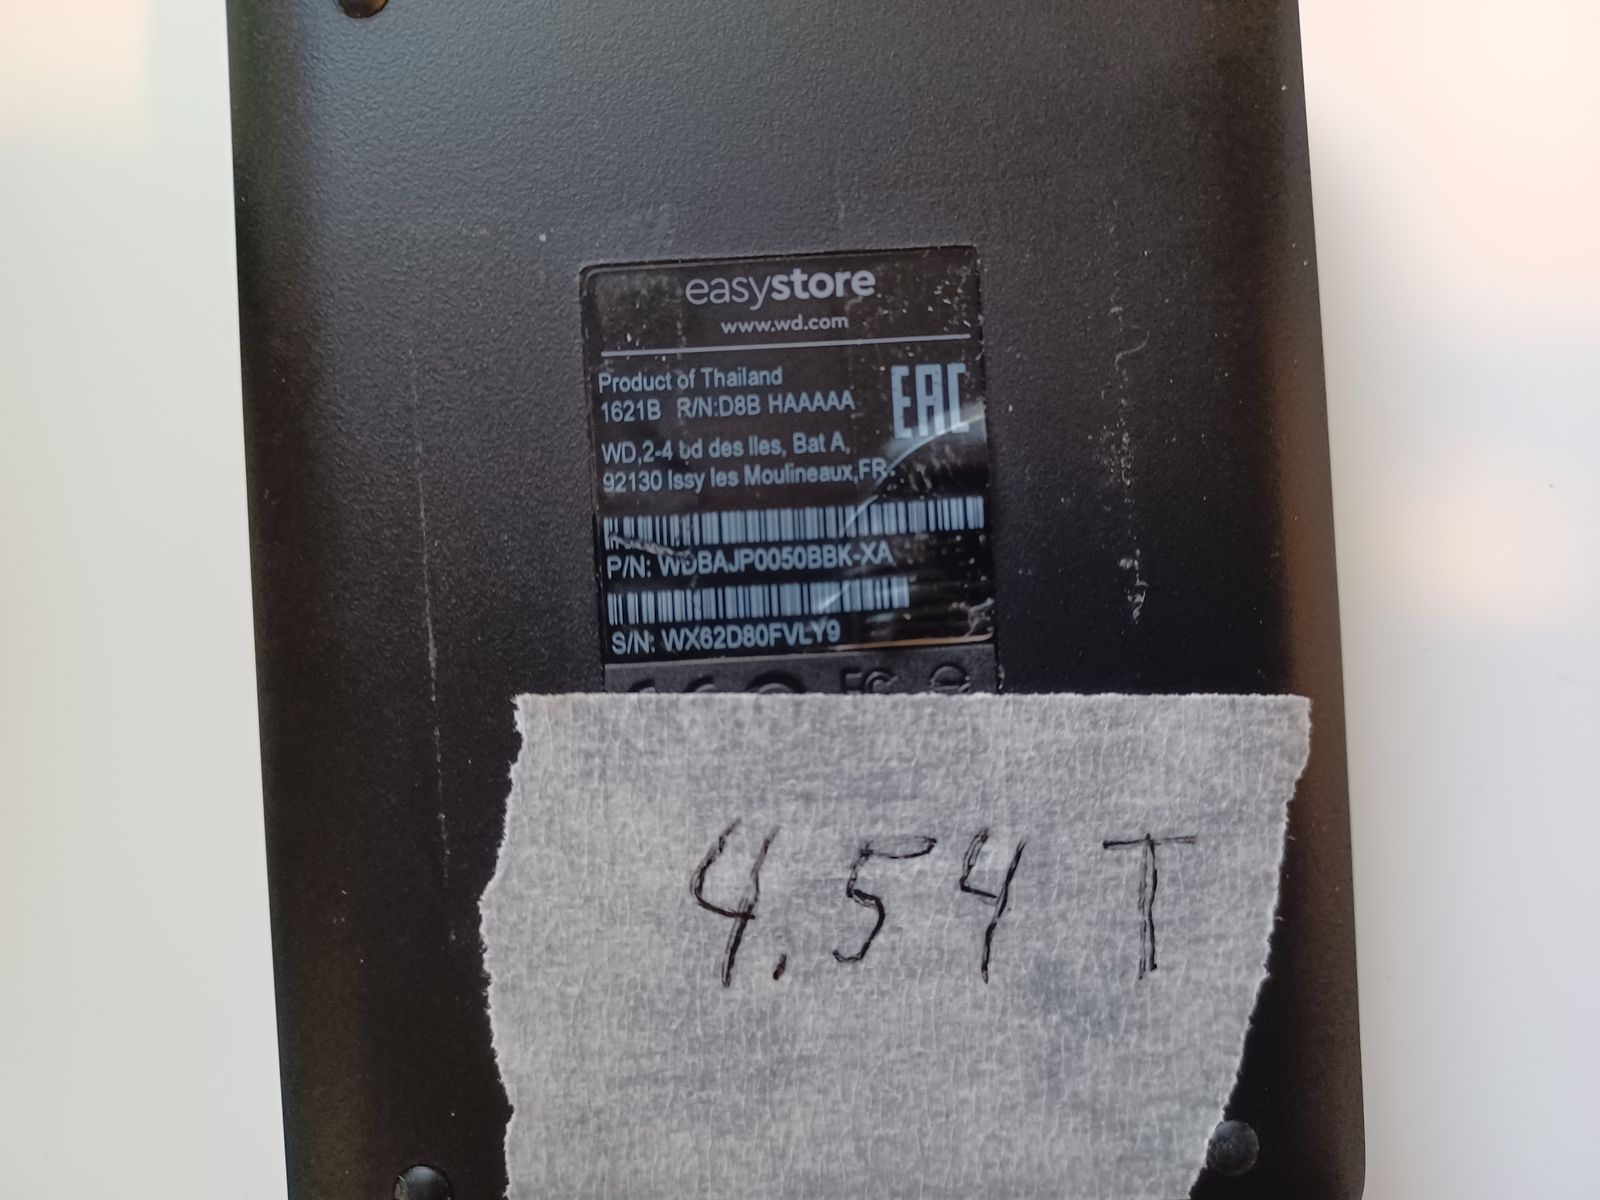 easystore
www.wd.com
Product of Thailand
1621B R/N:D8B HAAAAA
EAC
WD,2-4 bd des Iles, Bat A,
92130 Issy les Moulineaux,FR
P/N: WDBAJP0050BBK-XA
S/N: WX62D80FVLY9
FC
4.54 T